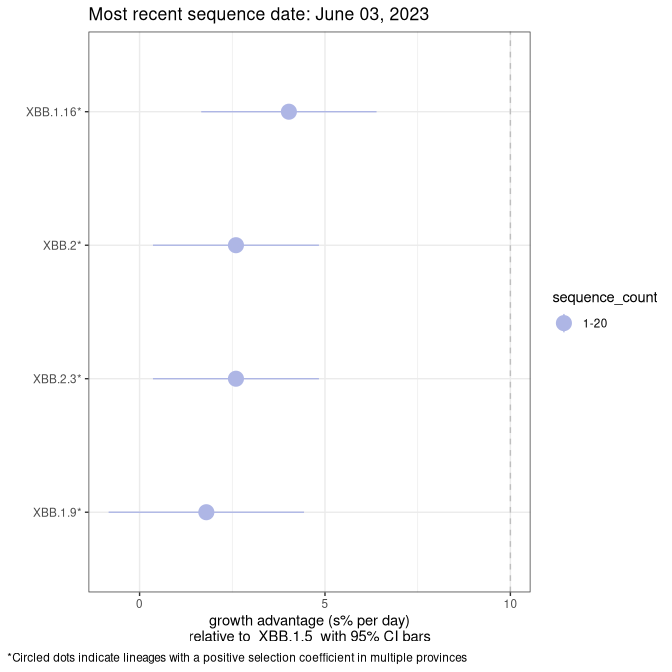 Most recent sequence date: June 03, 2023
XBB.1.16*
XBB.2*
XBB.2.3*
XBB.1.9*
0 5 10
growth advantage (s% per day)
relative to  XBB.1.5  with 95% CI bars
sequence_count
1-20
*Circled dots indicate lineages with a positive selection coefficient in multiple provinces